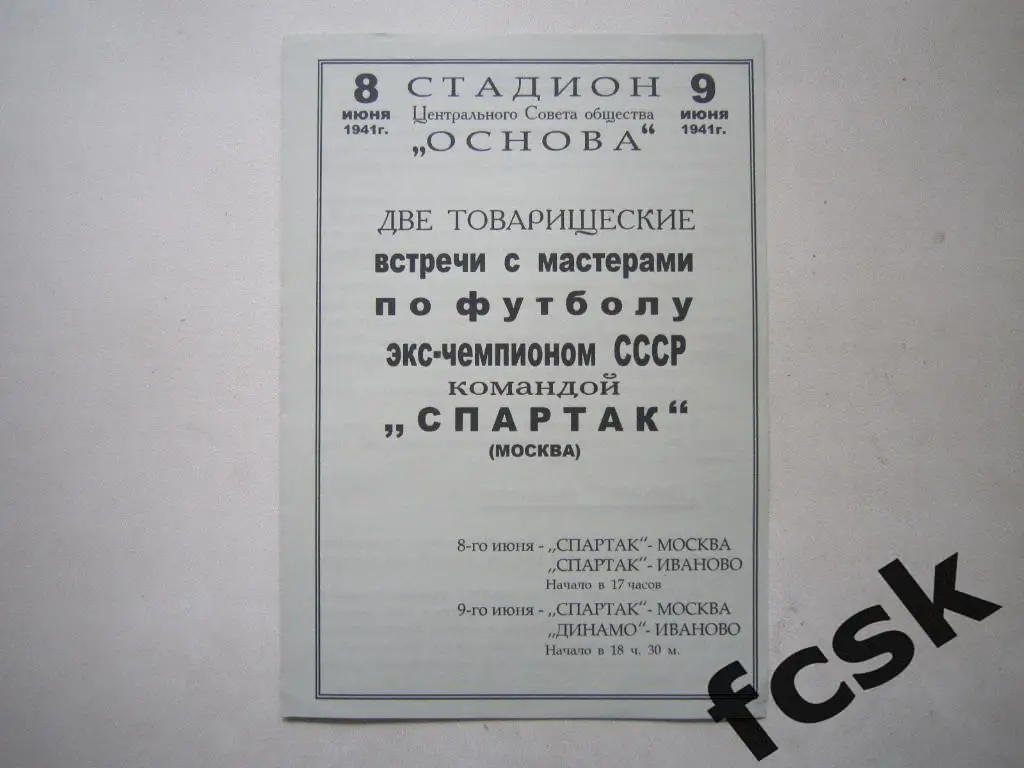 8 СТАДИОН 9
июня Центрального Совета общества июня
1941г. „ОСНОВА“ 1941г.
ДВЕ ТОВАРИЩЕСКИЕ
встречи с мастерами
по футболу
экс-чемпионом СССР
командой
„СПАРТАК“
(МОСКВА)
8-го июня - „СПАРТАК“- МОСКВА
„СПАРТАК“- ИВАНОВО
Начало в 17 часов
9-го июня - „СПАРТАК“- МОСКВА
„ДИНАМО“- ИВАНОВО
Начало в 18 ч. 30 м.
fcsk